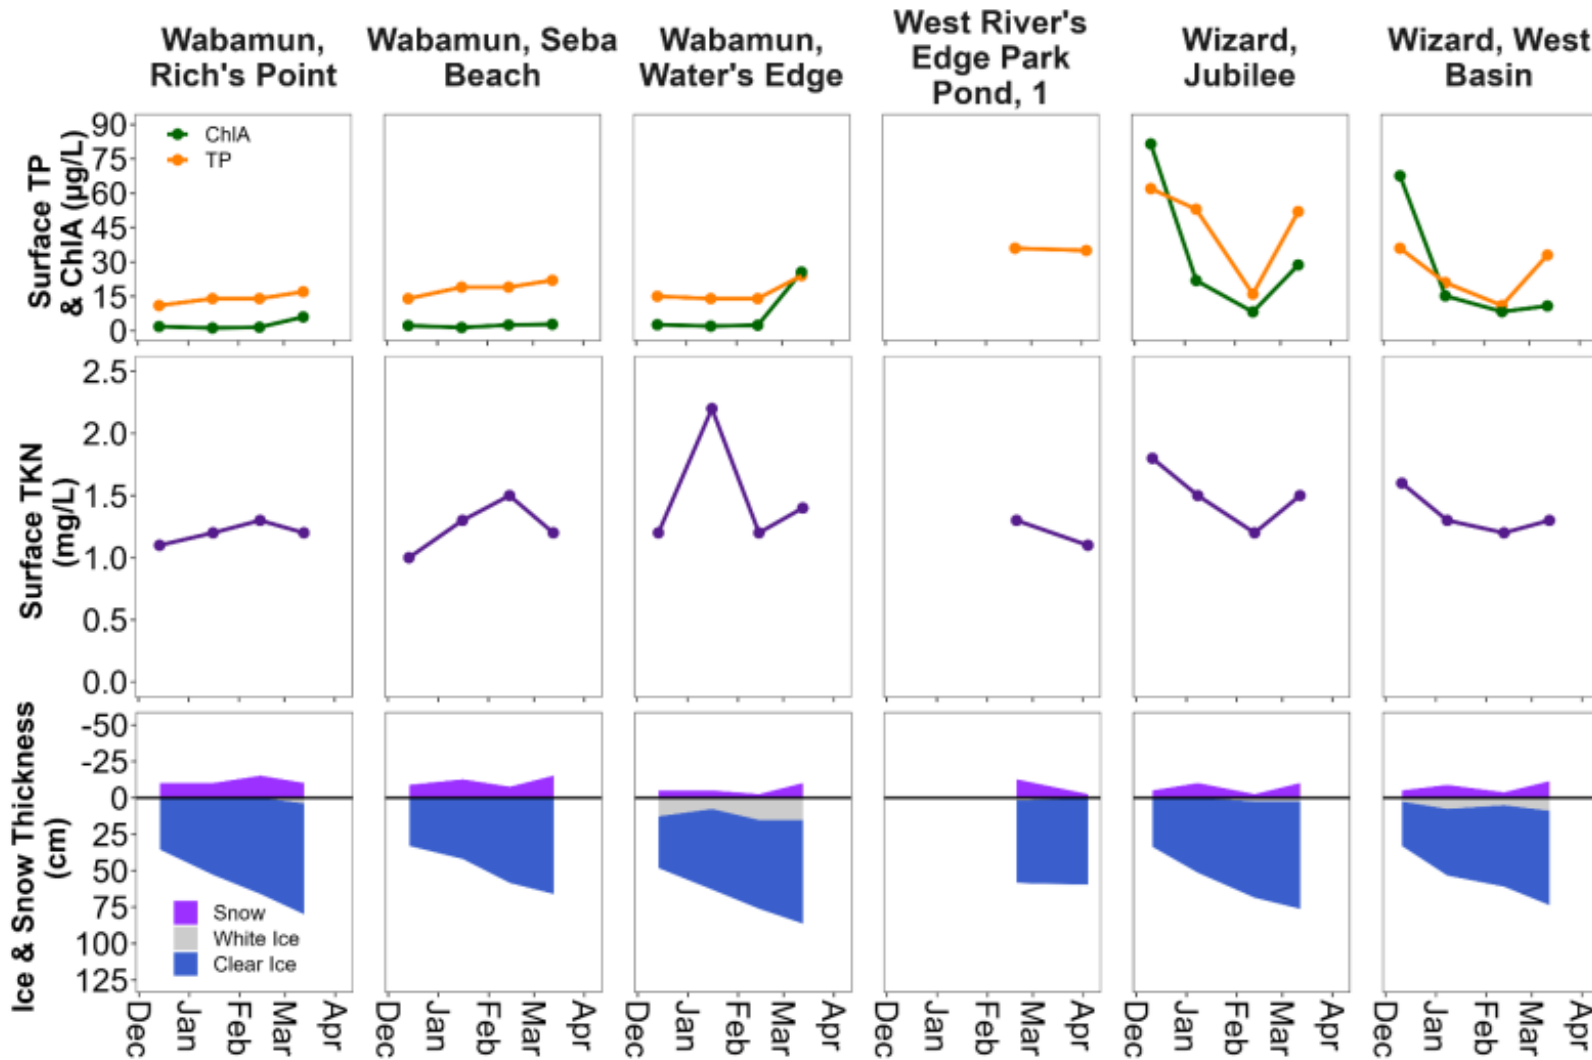 Wabamun,
Rich's Point
Wabamun, Seba
Beach
Wabamun,
Water's Edge
West River's
Edge Park
Pond, 1
Wizard,
Jubilee
Wizard, West
Basin
Surface TP
& ChlA (µg/L)
90
75
60
45
30
15
0
ChlA
TP
Surface TKN
(mg/L)
2.5
2.0
1.5
1.0
0.5
0.0
Ice & Snow Thickness
(cm)
-50
-25
0
25
50
75
100
125
Snow
White Ice
Clear Ice
Dec
Jan
Feb
Mar
Apr
Dec
Jan
Feb
Mar
Apr
Dec
Jan
Feb
Mar
Apr
Dec
Jan
Feb
Mar
Apr
Dec
Jan
Feb
Mar
Apr
Dec
Jan
Feb
Mar
Apr